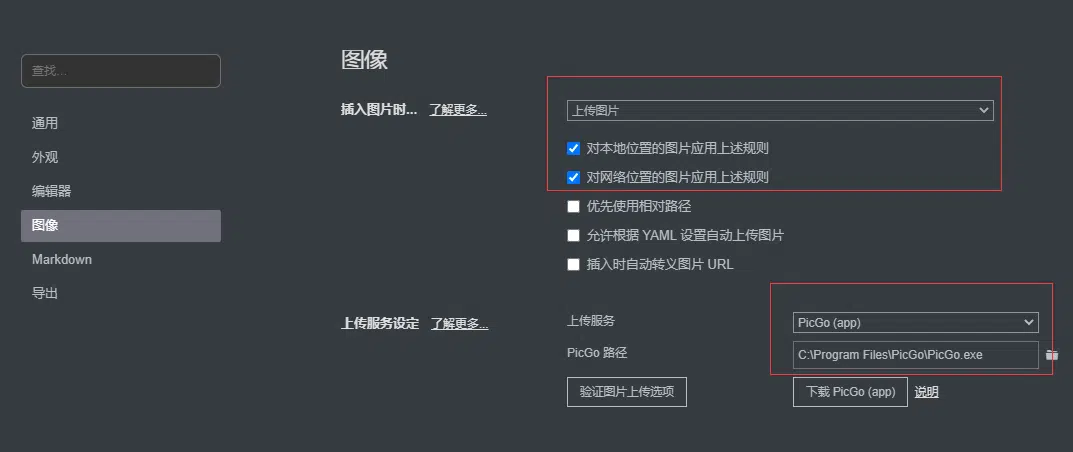 图像
查找...
插入图片时... 了解更多...
上传图片
通用
对本地位置的图片应用上述规则
外观
对网络位置的图片应用上述规则
编辑器
优先使用相对路径
图像
允许根据 YAML 设置自动上传图片
Markdown
插入时自动转义图片 URL
导出
上传服务设定 了解更多...
上传服务
PicGo (app)
PicGo 路径
C:\Program Files\PicGo\PicGo.exe
验证图片上传选项
下载 PicGo (app) 说明